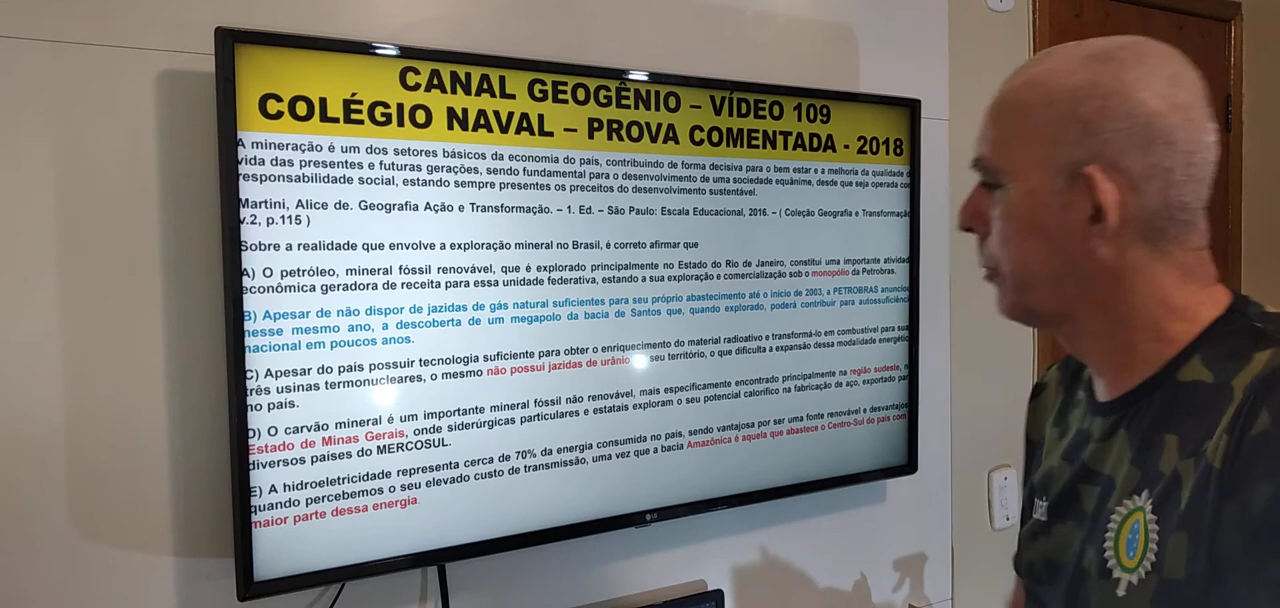 CANAL GEOGÊNIO – VÍDEO 109
COLÉGIO NAVAL – PROVA COMENTADA - 2018
A mineração é um dos setores básicos da economia do país, contribuindo de forma decisiva para o bem estar e a melhoria da qualidade d
vida das presentes e futuras gerações, sendo fundamental para o desenvolvimento de uma sociedade equânime, desde que seja operada co
responsabilidade social, estando sempre presentes os preceitos do desenvolvimento sustentável.
Martini, Alice de. Geografia Ação e Transformação. – 1. Ed. – São Paulo: Escala Educacional, 2016. – ( Coleção Geografia e Transformação
v.2, p.115 )
Sobre a realidade que envolve a exploração mineral no Brasil, é correto afirmar que
A) O petróleo, mineral fóssil renovável, que é explorado principalmente no Estado do Rio de Janeiro, constitui uma importante atividad
econômica geradora de receita para essa unidade federativa, estando a sua exploração e comercialização sob o monopólio da Petrobras.
B) Apesar de não dispor de jazidas de gás natural suficientes para seu próprio abastecimento até o inicio de 2003, a PETROBRAS anunciou
nesse mesmo ano, a descoberta de um megapolo da bacia de Santos que, quando explorado, poderá contribuir para autossuficiênci
nacional em poucos anos.
C) Apesar do país possuir tecnologia suficiente para obter o enriquecimento do material radioativo e transformá-lo em combustível para sua
três usinas termonucleares, o mesmo não possui jazidas de urânio seu território, o que dificulta a expansão dessa modalidade energétic
no país.
D) O carvão mineral é um importante mineral fóssil não renovável, mais especificamente encontrado principalmente na região sudeste, n
Estado de Minas Gerais, onde siderúrgicas particulares e estatais exploram o seu potencial calorifico na fabricação de aço, exportado par
diversos países do MERCOSUL.
E) A hidroeletricidade representa cerca de 70% da energia consumida no país, sendo vantajosa por ser uma fonte renovável e desvantajos
quando percebemos o seu elevado custo de transmissão, uma vez que a bacia Amazônica é aquela que abastece o Centro-Sul do país com
maior parte dessa energia.
LG